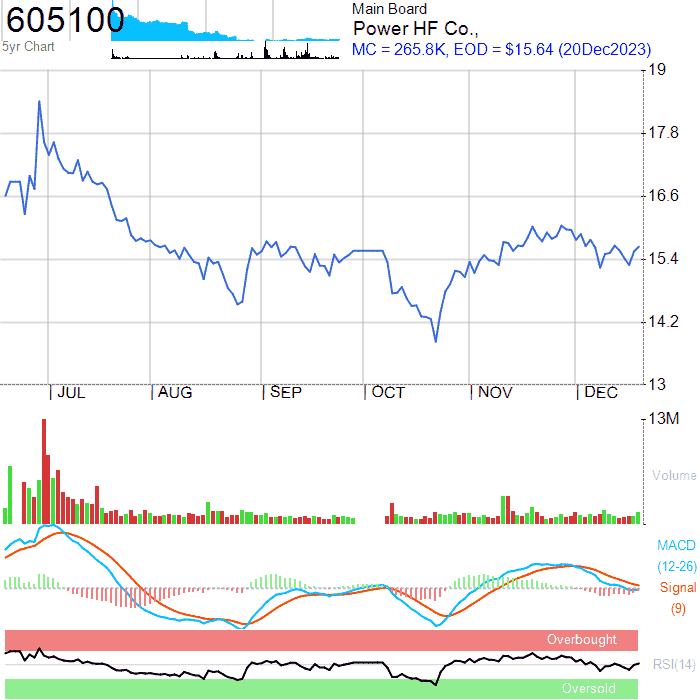 605100
5yr Chart
Main Board
Power HF Co.,
MC = 265.8K, EOD = $15.64 (20Dec2023)
19
17.8
16.6
15.4
14.2
13
JUL AUG SEP OCT NOV DEC
13M
Volume
MACD
(12-26)
Signal
(9)
Overbought
RSI(14)
Oversold